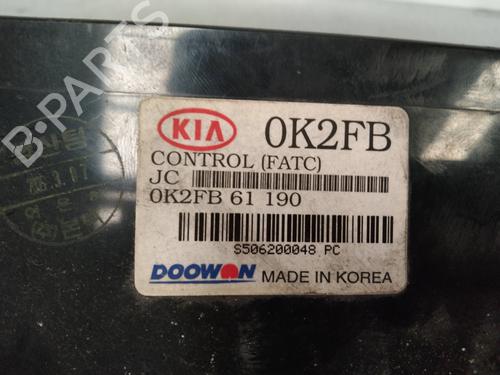 KIA 0K2FB
CONTROL (FATC)
JC
0K2FB 61 190
S506200048 PC
DOOWON MADE IN KOREA
B-PARTS